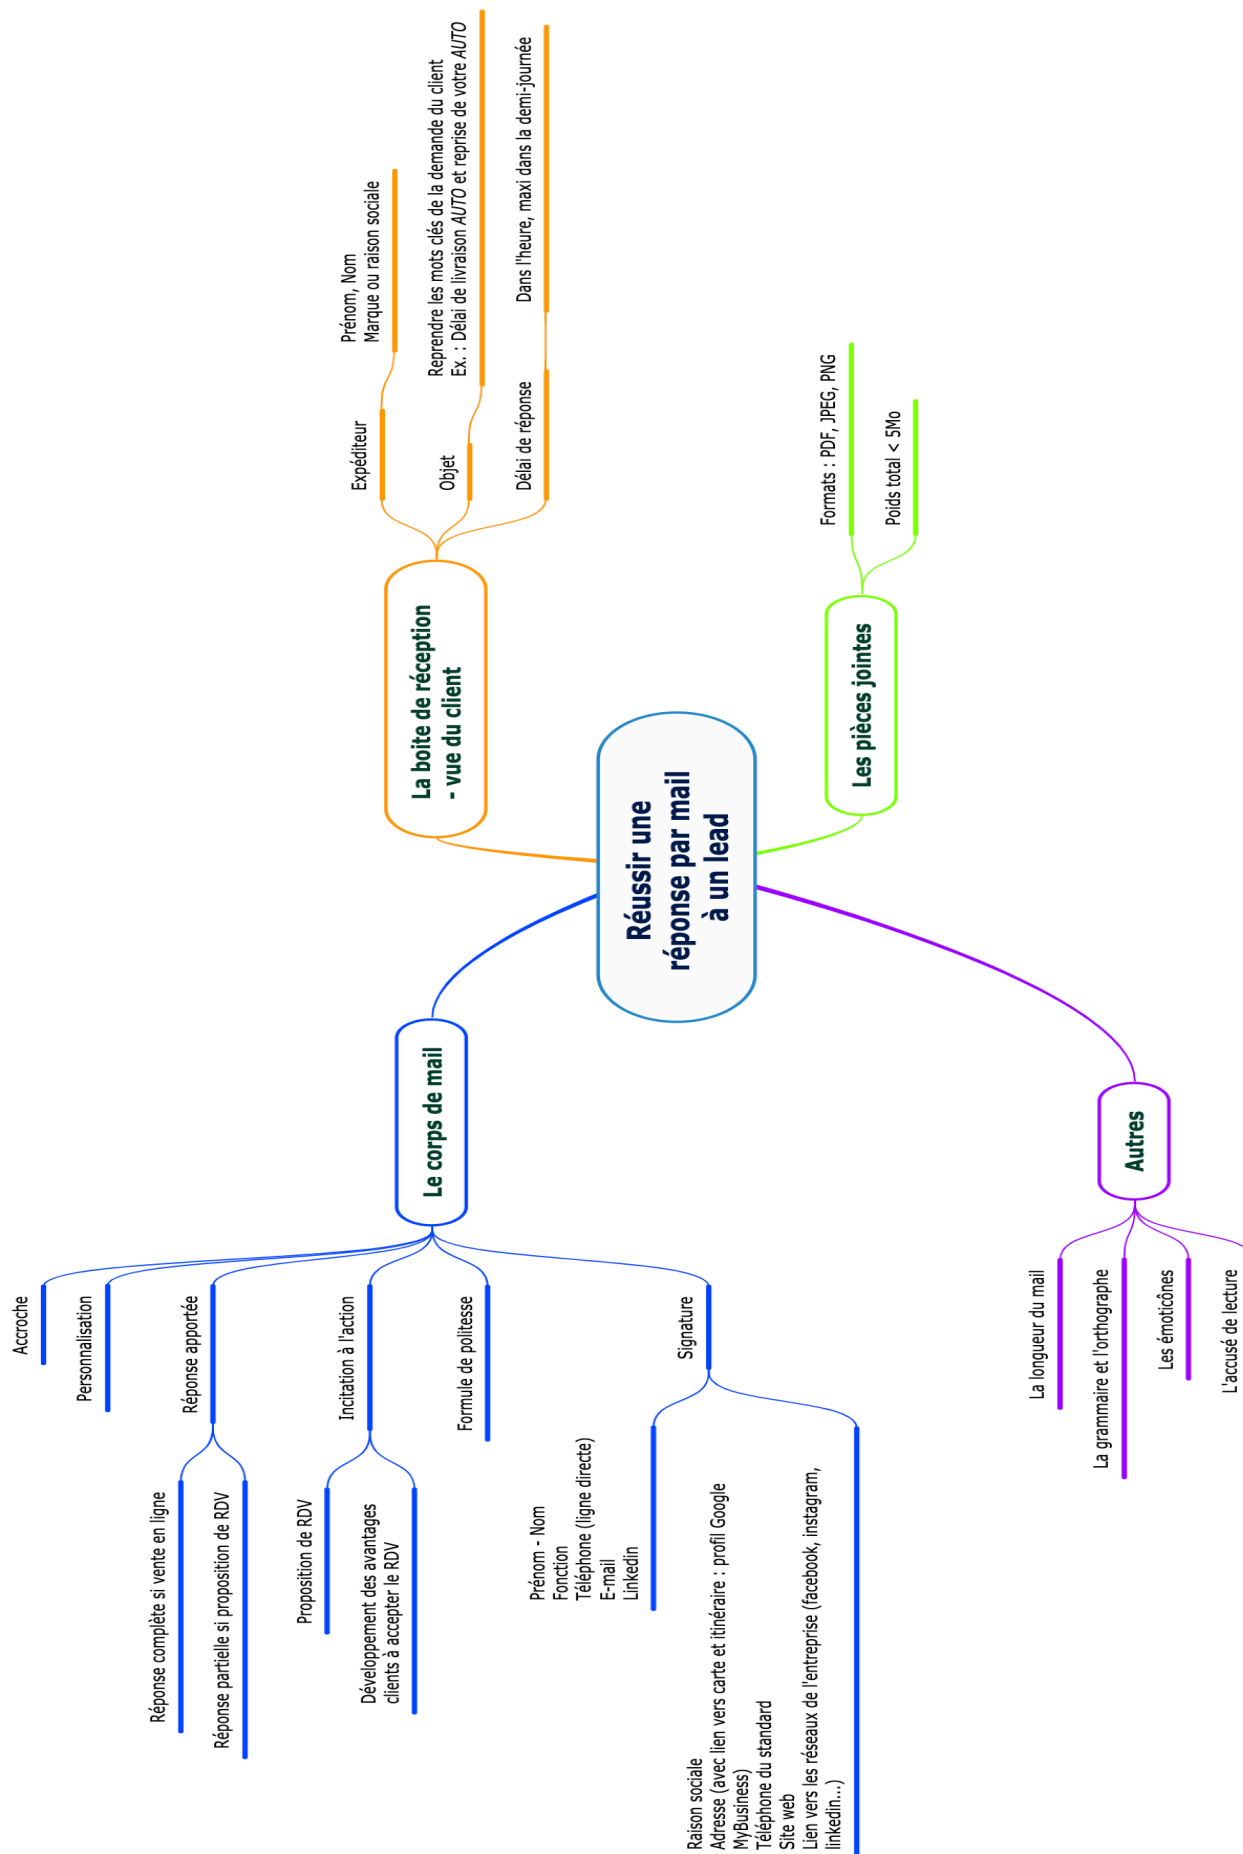 Réussir une
réponse par mail
à un lead
La boite de réception
- vue du client
Expéditeur
Prénom, Nom
Marque ou raison sociale
Objet
Reprendre les mots clés de la demande du client
Ex. : Délai de livraison AUTO et reprise de votre AUTO
Délai de réponse
Dans l'heure, maxi dans la demi-journée
Les pièces jointes
Formats : PDF, JPEG, PNG
Poids total < 5Mo
Le corps de mail
Accroche
Personnalisation
Réponse apportée
Réponse complète si vente en ligne
Réponse partielle si proposition de RDV
Incitation à l'action
Proposition de RDV
Développement des avantages
clients à accepter le RDV
Formule de politesse
Signature
Prénom - Nom
Fonction
Téléphone (ligne directe)
E-mail
Linkedin
Raison sociale
Adresse (avec lien vers carte et itinéraire : profil Google
MyBusiness)
Téléphone du standard
Site web
Lien vers les réseaux de l'entreprise (facebook, instagram,
linkedin...)
Autres
La longueur du mail
La grammaire et l'orthographe
Les émoticônes
L'accusé de lecture